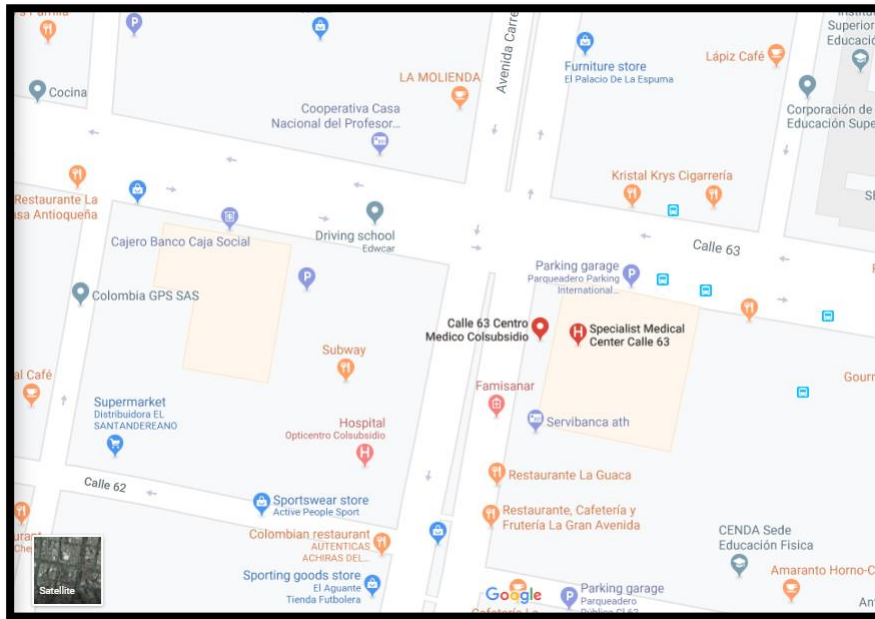 Superior
Educació
Avenida Carre
Furniture store
El Palacio De La Espuma
Lápiz Café
LA MOLIENDA
Cocina
Cooperativa Casa
Nacional del Profesor...
Corporación de
Educación Supe
P
Restaurante La
asa Antioqueña
Kristal Krys Cigarrería
Cajero Banco Caja Social
Driving school
Edwcar
Calle 63
Parking garage
Parqueadero Parking
International...
P
Colombia GPS SAS
P
Calle 63 Centro
Medico Colsubsidio
H
Specialist Medical
Center Calle 63
Subway
al Café
Famisanar
Gourm
Supermarket
Distribuidora EL
SANTANDEREANO
Hospital
Opticentro Colsubsidio
H
Servibanca ath
Restaurante La Guaca
Calle 62
Sportswear store
Active People Sport
Restaurante, Cafetería y
Frutería La Gran Avenida
Colombian restaurant
AUTENTICAS
ACHIRAS DEL...
CENDA Sede
Educación Fisica
Sporting goods store
El Aguante
Tienda Futbolera
Satellite
Google
Parking garage
Parqueadero
P
Amaranto Horno-C